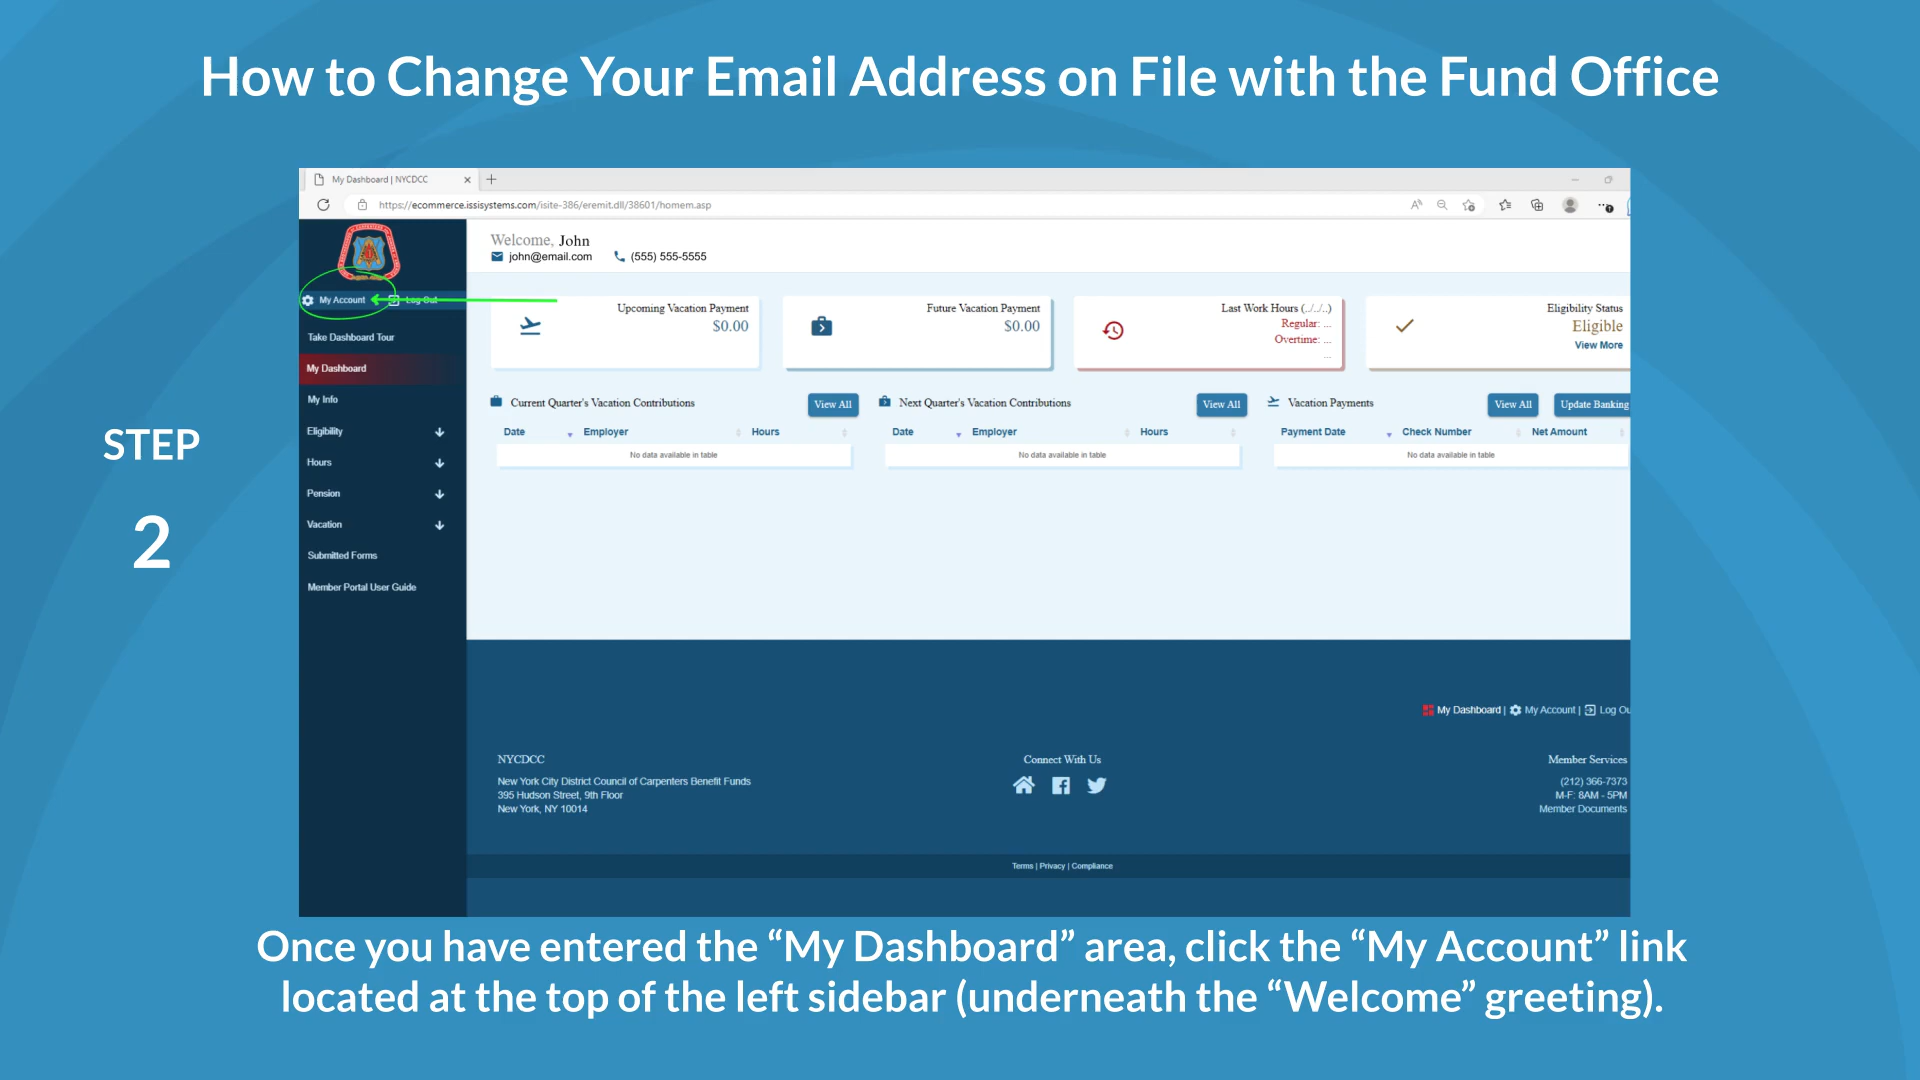 How to Change Your Email Address on File with the Fund Office
STEP
2
My Dashboard | NYCDCC
https://ecommerce.issisystems.com/isite-386/eremit.dll/38601/homem.asp
My Account
Log Out
Take Dashboard Tour
My Dashboard
My Info
Eligibility
Hours
Pension
Vacation
Submitted Forms
Member Portal User Guide
Welcome, John
john@email.com (555) 555-5555
Upcoming Vacation Payment
$0.00
Future Vacation Payment
$0.00
Last Work Hours (../../..)
Regular: ...
Overtime: ...
...
Eligibility Status
Eligible
View More
Current Quarter's Vacation Contributions View All
Date Employer Hours
No data available in table
Next Quarter's Vacation Contributions View All
Date Employer Hours
No data available in table
Vacation Payments View All Update Banking
Payment Date Check Number Net Amount
No data available in table
My Dashboard | My Account | Log Ou
NYCDCC
New York City District Council of Carpenters Benefit Funds
395 Hudson Street, 9th Floor
New York, NY 10014
Connect With Us
Member Services
(212) 366-7373
M-F: 8AM - 5PM
Member Documents
Terms | Privacy | Compliance
Once you have entered the “My Dashboard” area, click the “My Account” link
located at the top of the left sidebar (underneath the “Welcome” greeting).